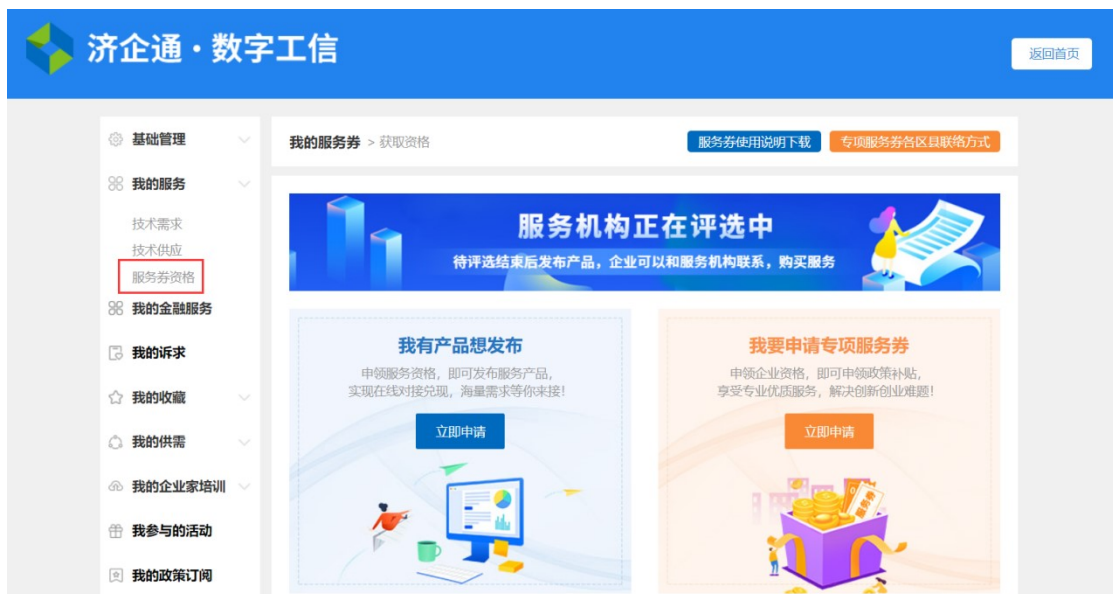 济企通·数字工信
返回首页
基础管理
我的服务券 > 获取资格
服务券使用说明下载
专项服务券各区县联络方式
我的服务
技术需求
技术供应
服务券资格
我的金融服务
我的诉求
我的收藏
我的供需
我的企业家培训
我参与的活动
我的政策订阅
服务机构正在评选中
待评选结束后发布产品，企业可以和服务机构联系，购买服务
我有产品想发布
申领服务资格，即可发布服务产品，
实现在线对接兑现，海量需求等你来接！
立即申请
我要申请专项服务券
申领企业资格，即可申领政策补贴，
享受专业优质服务，解决创新创业难题！
立即申请
服务券